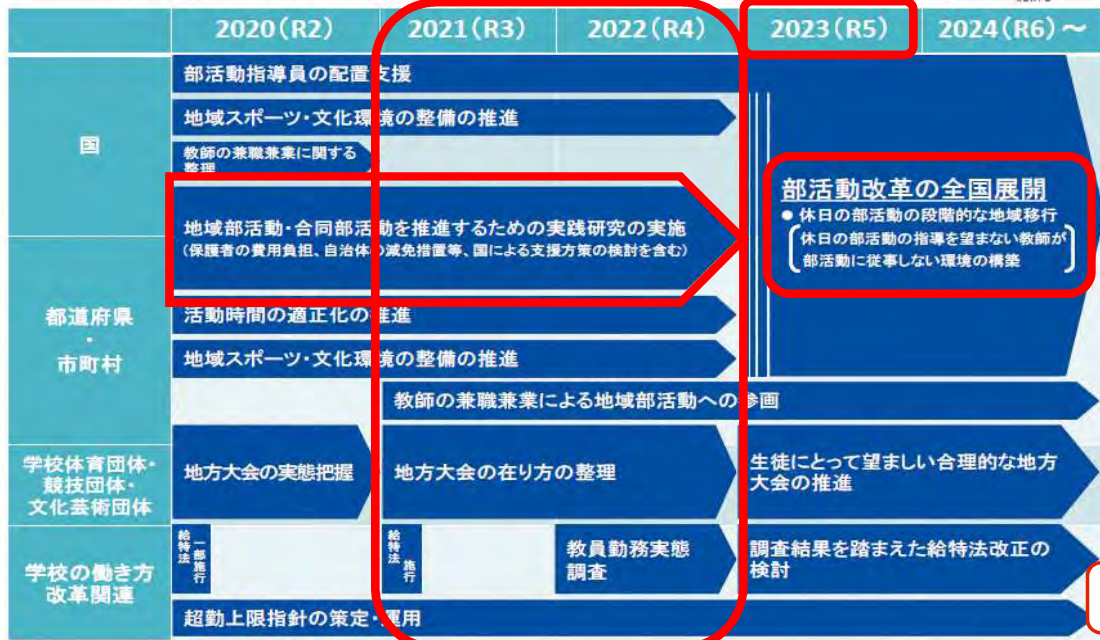 2020(R2) 2021(R3) 2022(R4) 2023(R5) 2024(R6)～
国
部活動指導員の配置支援
地域スポーツ・文化環境の整備の推進
教師の兼職兼業に関する
整理
地域部活動・合同部活動を推進するための実践研究の実施
(保護者の費用負担、自治体の減免措置等、国による支援方策の検討を含む)
部活動改革の全国展開
● 休日の部活動の段階的な地域移行
休日の部活動の指導を望まない教師が
部活動に従事しない環境の構築
都道府県
・
市町村
活動時間の適正化の推進
地域スポーツ・文化環境の整備の推進
教師の兼職兼業による地域部活動への参画
学校体育団体・
競技団体・
文化芸術団体
地方大会の実態把握
地方大会の在り方の整理
生徒にとって望ましい合理的な地方
大会の推進
学校の働き方
改革関連
給特法
一部施行
給特法
施行
教員勤務実態
調査
調査結果を踏まえた給特法改正の
検討
超勤上限指針の策定・運用